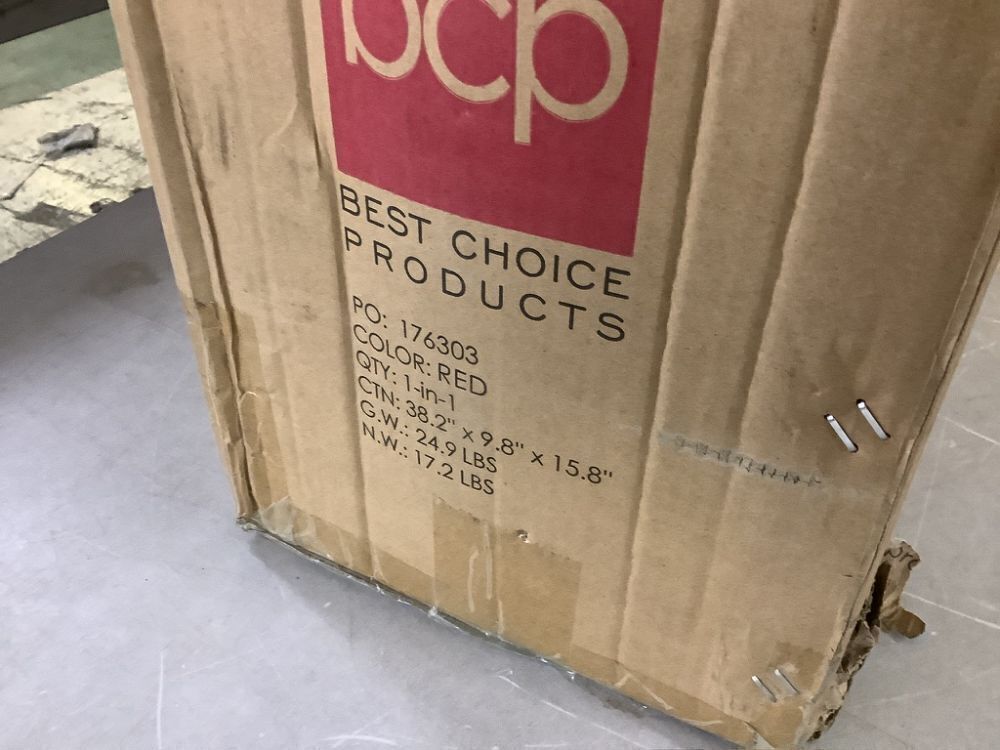 bcp
BEST CHOICE
PRODUCTS
PO: 176303
COLOR: RED
QTY: 1-in-1
CTN: 38.2" x 9.8" x 15.8"
G.W.: 24.9 LBS
N.W.: 17.2 LBS